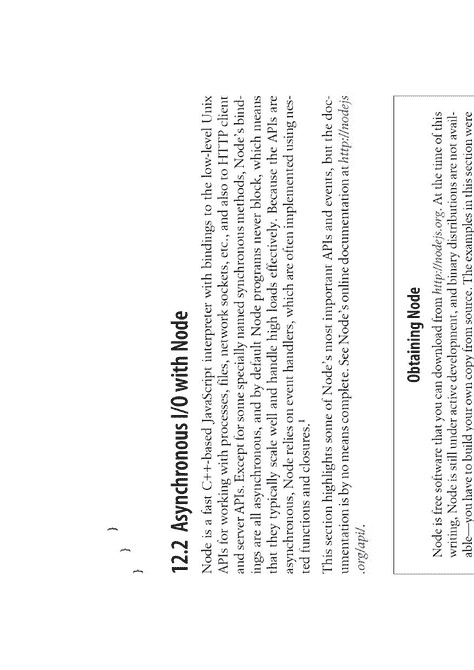 }
}
}
12.2 Asynchronous I/O with Node
Node is a fast C++-based JavaScript interpreter with bindings to the low-level Unix
APIs for working with processes, files, network sockets, etc., and also to HTTP client
and server APIs. Except for some specially named synchronous methods, Node's bind-
ings are all asynchronous, and by default Node programs never block, which means
that they typically scale well and handle high loads effectively. Because the APIs are
asynchronous, Node relies on event handlers, which are often implemented using nes-
ted functions and closures.1
This section highlights some of Node's most important APIs and events, but the doc-
umentation is by no means complete. See Node's online documentation at http://nodejs
.org/api/.
Obtaining Node
Node is free software that you can download from http://nodejs.org. At the time of this
writing, Node is still under active development, and binary distributions are not avail-
able—you have to build your own copy from source. The examples in this section were